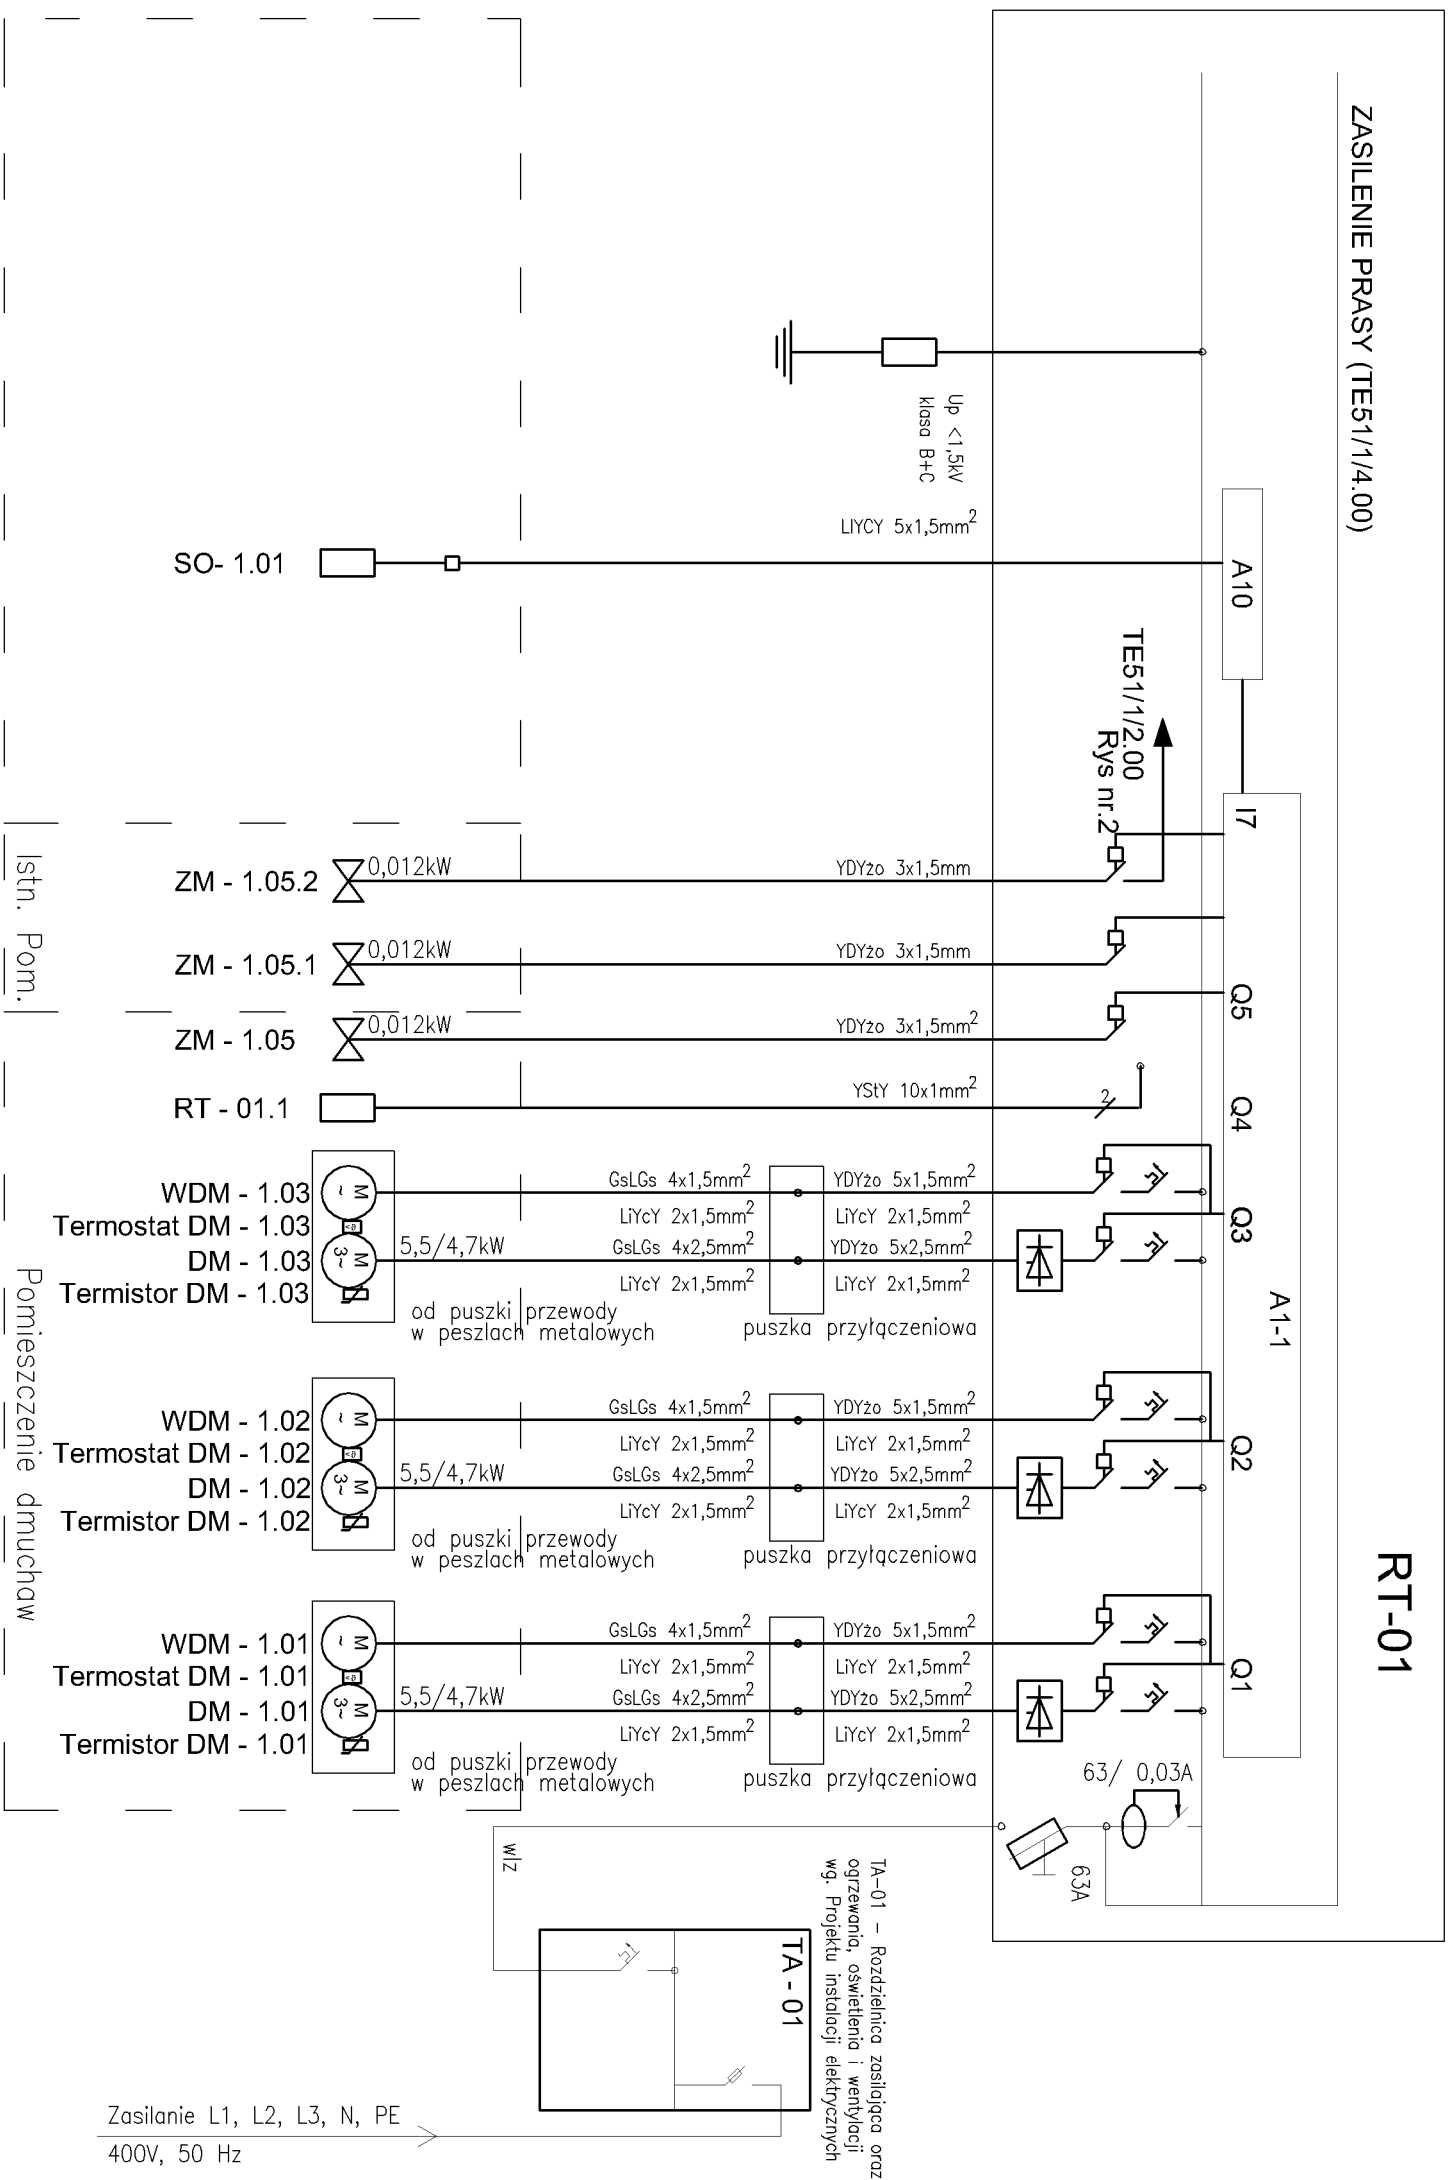 ZASILENIE PRASY (TE51/1/4.00)
RT-01
Up <1,5kV
klasa B+C
LIYCY 5x1,5mm2
SO- 1.01
A10
TE51/1/2.00
Rys nr.2
I7
ZM - 1.05.2
0,012kW
YDYżo 3x1,5mm
ZM - 1.05.1
0,012kW
YDYżo 3x1,5mm
Q5
ZM - 1.05
0,012kW
YDYżo 3x1,5mm2
Istn. Pom.
RT - 01.1
YStY 10x1mm2
2
Q4
A1-1
WDM - 1.03
M ~
GsLGs 4x1,5mm2
YDYżo 5x1,5mm2
Termostat DM - 1.03
LiYcY 2x1,5mm2
LiYcY 2x1,5mm2
Q3
DM - 1.03
M 3~
5,5/4,7kW
GsLGs 4x2,5mm2
YDYżo 5x2,5mm2
Termistor DM - 1.03
LiYcY 2x1,5mm2
LiYcY 2x1,5mm2
od puszki przewody
w peszlach metalowych
puszka przyłączeniowa
WDM - 1.02
M ~
GsLGs 4x1,5mm2
YDYżo 5x1,5mm2
Termostat DM - 1.02
LiYcY 2x1,5mm2
LiYcY 2x1,5mm2
Q2
DM - 1.02
M 3~
5,5/4,7kW
GsLGs 4x2,5mm2
YDYżo 5x2,5mm2
Termistor DM - 1.02
LiYcY 2x1,5mm2
LiYcY 2x1,5mm2
od puszki przewody
w peszlach metalowych
puszka przyłączeniowa
Pomieszczenie dmuchaw
WDM - 1.01
M ~
GsLGs 4x1,5mm2
YDYżo 5x1,5mm2
Termostat DM - 1.01
LiYcY 2x1,5mm2
LiYcY 2x1,5mm2
Q1
DM - 1.01
M 3~
5,5/4,7kW
GsLGs 4x2,5mm2
YDYżo 5x2,5mm2
Termistor DM - 1.01
LiYcY 2x1,5mm2
LiYcY 2x1,5mm2
od puszki przewody
w peszlach metalowych
puszka przyłączeniowa
63/ 0,03A
63A
wlz
TA-01 - Rozdzielnica zasilająca oraz
ogrzewania, oświetlenia i wentylacji
wg. Projektu instalacji elektrycznych
TA - 01
Zasilanie L1, L2, L3, N, PE
400V, 50 Hz